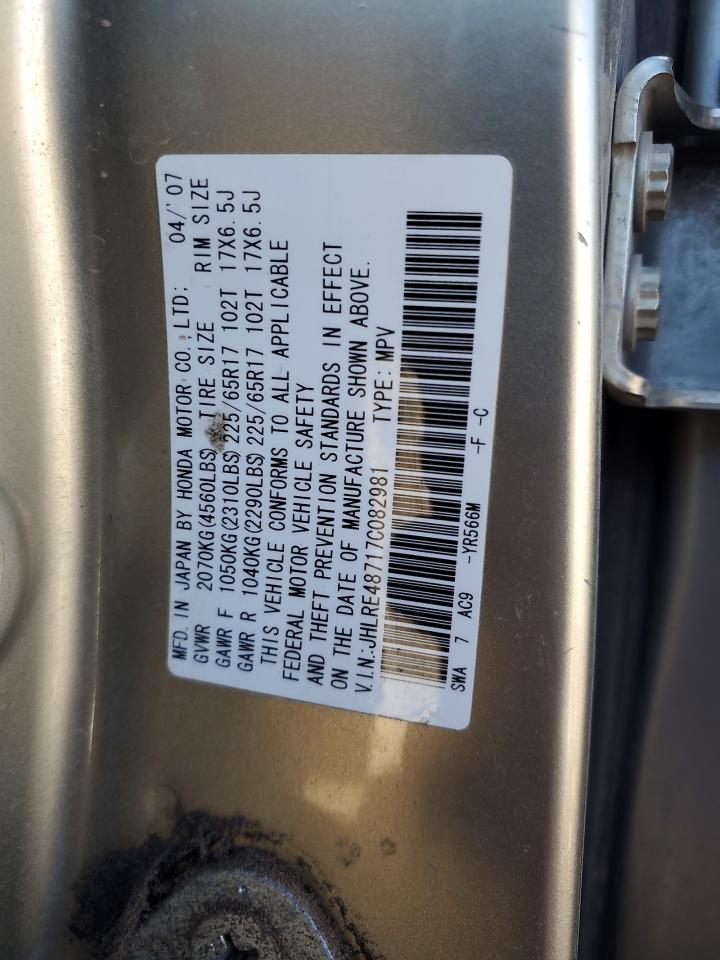 MFD. IN JAPAN BY HONDA MOTOR CO., LTD; 04/'07
GVWR 2070KG(4560LBS) TIRE SIZE RIM SIZE
GAWR F 1050KG(2310LBS) 225/65R17 102T 17X6.5J
GAWR R 1040KG(2290LBS) 225/65R17 102T 17X6.5J
THIS VEHICLE CONFORMS TO ALL APPLICABLE
FEDERAL MOTOR VEHICLE SAFETY
AND THEFT PREVENTION STANDARDS IN EFFECT
ON THE DATE OF MANUFACTURE SHOWN ABOVE.
V.I.N.:JHLRE48717C082981 TYPE:MPV
SWA 7 AC9 -YR566M -F -C